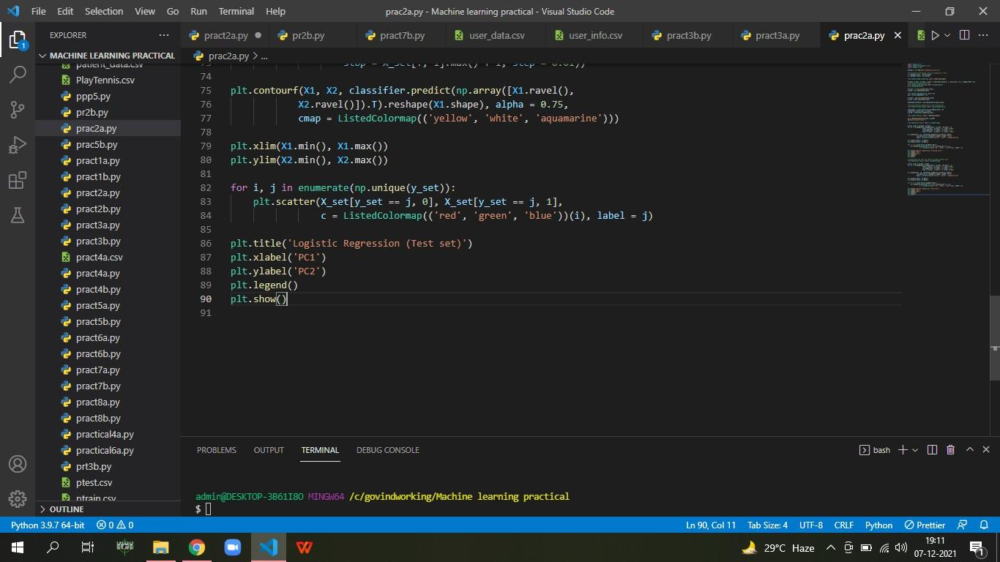 File Edit Selection View Go Run Terminal Help
prac2a.py - Machine learning practical - Visual Studio Code
EXPLORER
pract2a.py
pr2b.py
pract7b.py
user_data.csv
user_info.csv
pract3b.py
pract3a.py
prac2a.py
MACHINE LEARNING PRACTICAL
prac2a.py > ...
1
patient_data.csv
PlayTennis.csv
ppp5.py
pr2b.py
prac2a.py
prac5b.py
pract1a.py
pract1b.py
pract2a.py
pract2b.py
pract3a.py
pract3b.py
pract4a.csv
pract4a.py
pract4b.py
pract5a.py
pract5b.py
pract6a.py
pract6b.py
pract7a.py
pract7b.py
pract8a.py
pract8b.py
practical4a.py
practical6a.py
prt3b.py
ptest.csv
ptrain.csv
OUTLINE
73 stop = X_set[:, 1].max() + 1, step = 0.01))
74
75 plt.contourf(X1, X2, classifier.predict(np.array([X1.ravel(),
76 X2.ravel()]).T).reshape(X1.shape), alpha = 0.75,
77 cmap = ListedColormap(('yellow', 'white', 'aquamarine')))
78
79 plt.xlim(X1.min(), X1.max())
80 plt.ylim(X2.min(), X2.max())
81
82 for i, j in enumerate(np.unique(y_set)):
83 plt.scatter(X_set[y_set == j, 0], X_set[y_set == j, 1],
84 c = ListedColormap(('red', 'green', 'blue'))(i), label = j)
85
86 plt.title('Logistic Regression (Test set)')
87 plt.xlabel('PC1')
88 plt.ylabel('PC2')
89 plt.legend()
90 plt.show()
91
PROBLEMS OUTPUT TERMINAL DEBUG CONSOLE
bash
admin@DESKTOP-3B61I8O MINGW64 /c/govindworking/Machine learning practical
$
Python 3.9.7 64-bit 0 0
Ln 90, Col 11 Tab Size: 4 UTF-8 CRLF Python Prettier
29°C Haze
19:11
07-12-2021
1